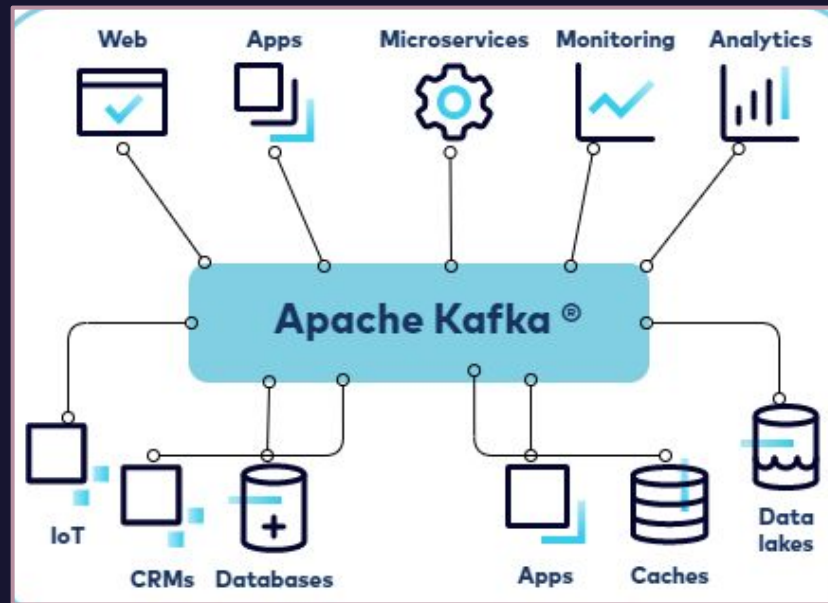 Web
Apps
Microservices
Monitoring
Analytics
Apache Kafka ®
IoT
CRMs
Databases
Apps
Caches
Data
lakes